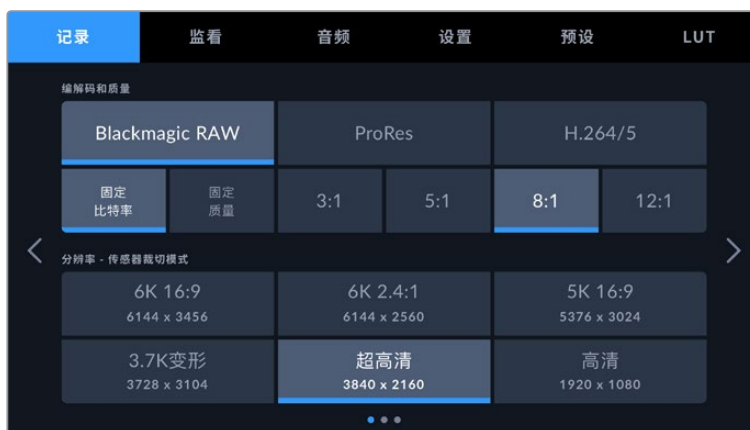 记录 监看 音频 设置 预设 LUT
编解码和质量
Blackmagic RAW ProRes H.264/5
固定 比特率 固定 质量 3:1 5:1 8:1 12:1
分辨率 - 传感器裁切模式
6K 16:9 6K 2.4:1 5K 16:9
6144 x 3456 6144 x 2560 5376 x 3024
3.7K变形 超高清 高清
3728 x 3104 3840 x 2160 1920 x 1080